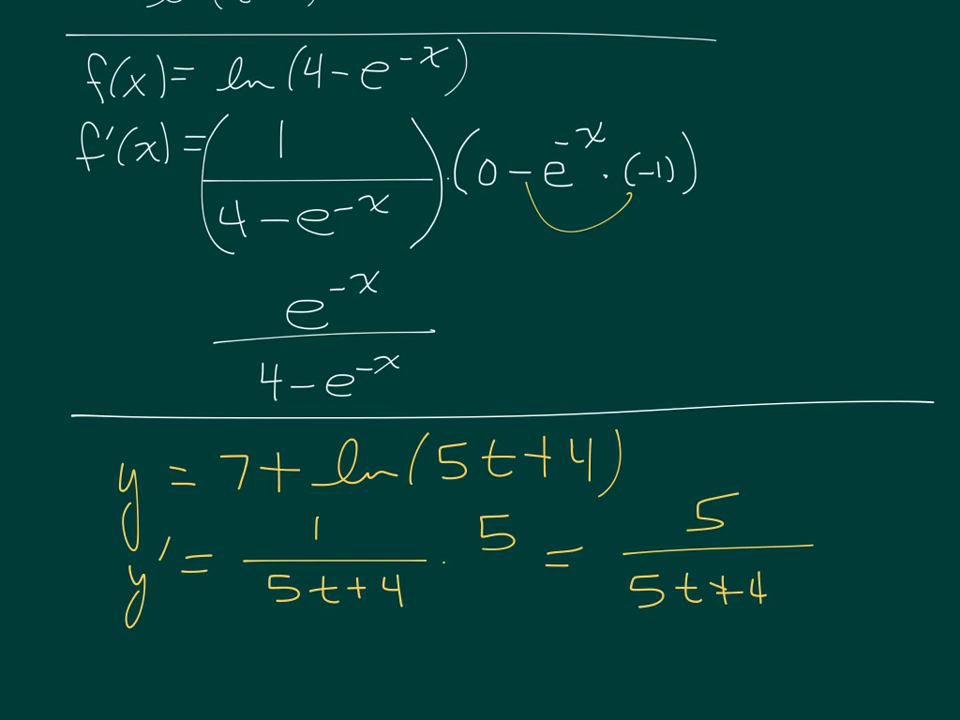 f(x) = ln(4 - e^{-x})
f'(x) = (1 / (4 - e^{-x})) · (0 - e^{-x} · (-1))
e^{-x} / (4 - e^{-x})
y = 7 + ln(5t + 4)
y' = 1 / (5t + 4) · 5 = 5 / (5t + 4)